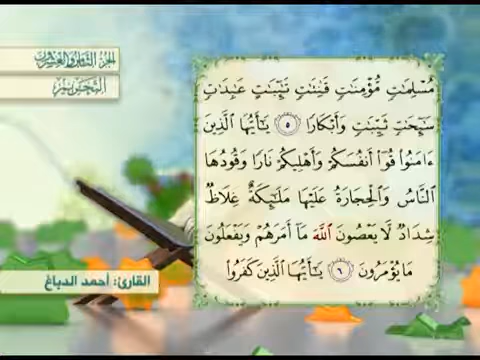 الجزء الثامن والعشرون
التحريم
مُسْلِمَٰتٍ مُّؤْمِنَٰتٍ قَٰنِتَٰتٍ تَٰٓئِبَٰتٍ عَٰبِدَٰتٍ
سَٰٓئِحَٰتٍ ثَيِّبَٰتٍ وَأَبْكَارًا ٥ يَٰٓأَيُّهَا ٱلَّذِينَ
ءَامَنُوا۟ قُوٓا۟ أَنفُسَكُمْ وَأَهْلِيكُمْ نَارًا وَقُودُهَا
ٱلنَّاسُ وَٱلْحِجَارَةُ عَلَيْهَا مَلَٰٓئِكَةٌ غِلَاظٌ
شِدَادٌ لَّا يَعْصُونَ ٱللَّهَ مَآ أَمَرَهُمْ وَيَفْعَلُونَ
مَا يُؤْمَرُونَ ٦ يَٰٓأَيُّهَا ٱلَّذِينَ كَفَرُوا۟
القارئ: أحمد الدباغ